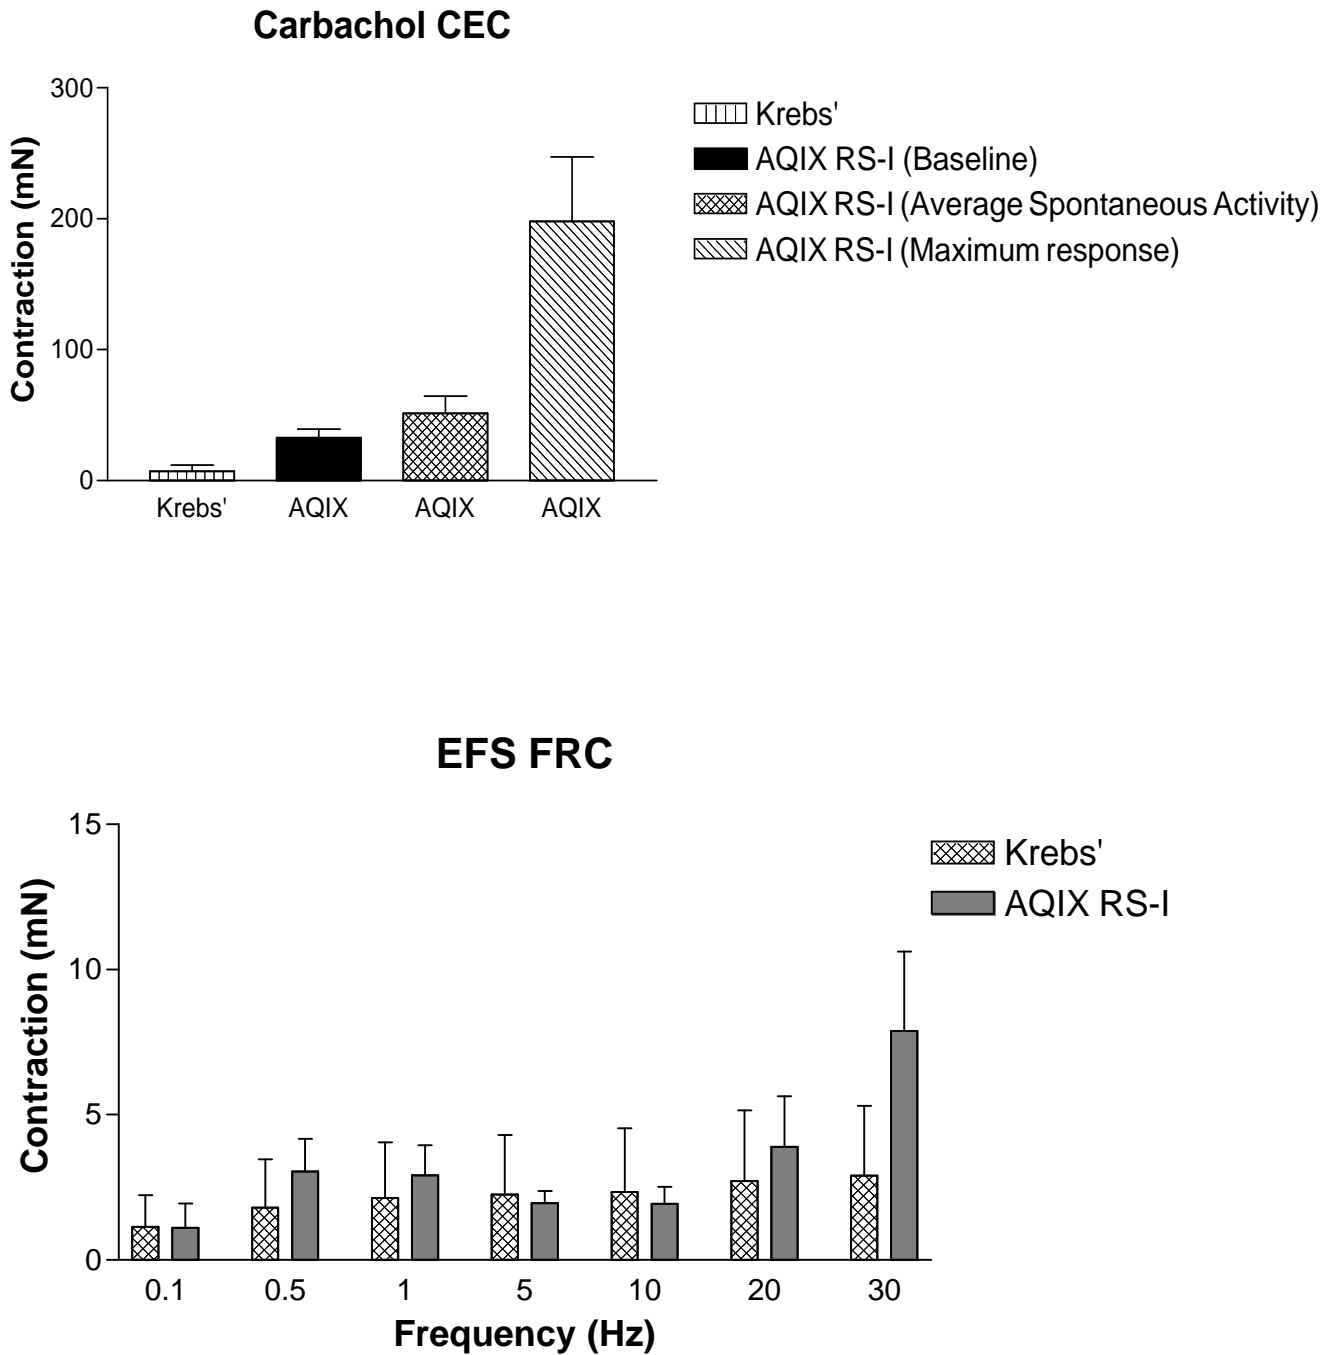 Carbachol CEC
300
200
100
0
Contraction (mN)
Krebs' AQIX AQIX AQIX
Krebs'
AQIX RS-I (Baseline)
AQIX RS-I (Average Spontaneous Activity)
AQIX RS-I (Maximum response)
EFS FRC
15
10
5
0
Contraction (mN)
0.1 0.5 1 5 10 20 30
Frequency (Hz)
Krebs'
AQIX RS-I